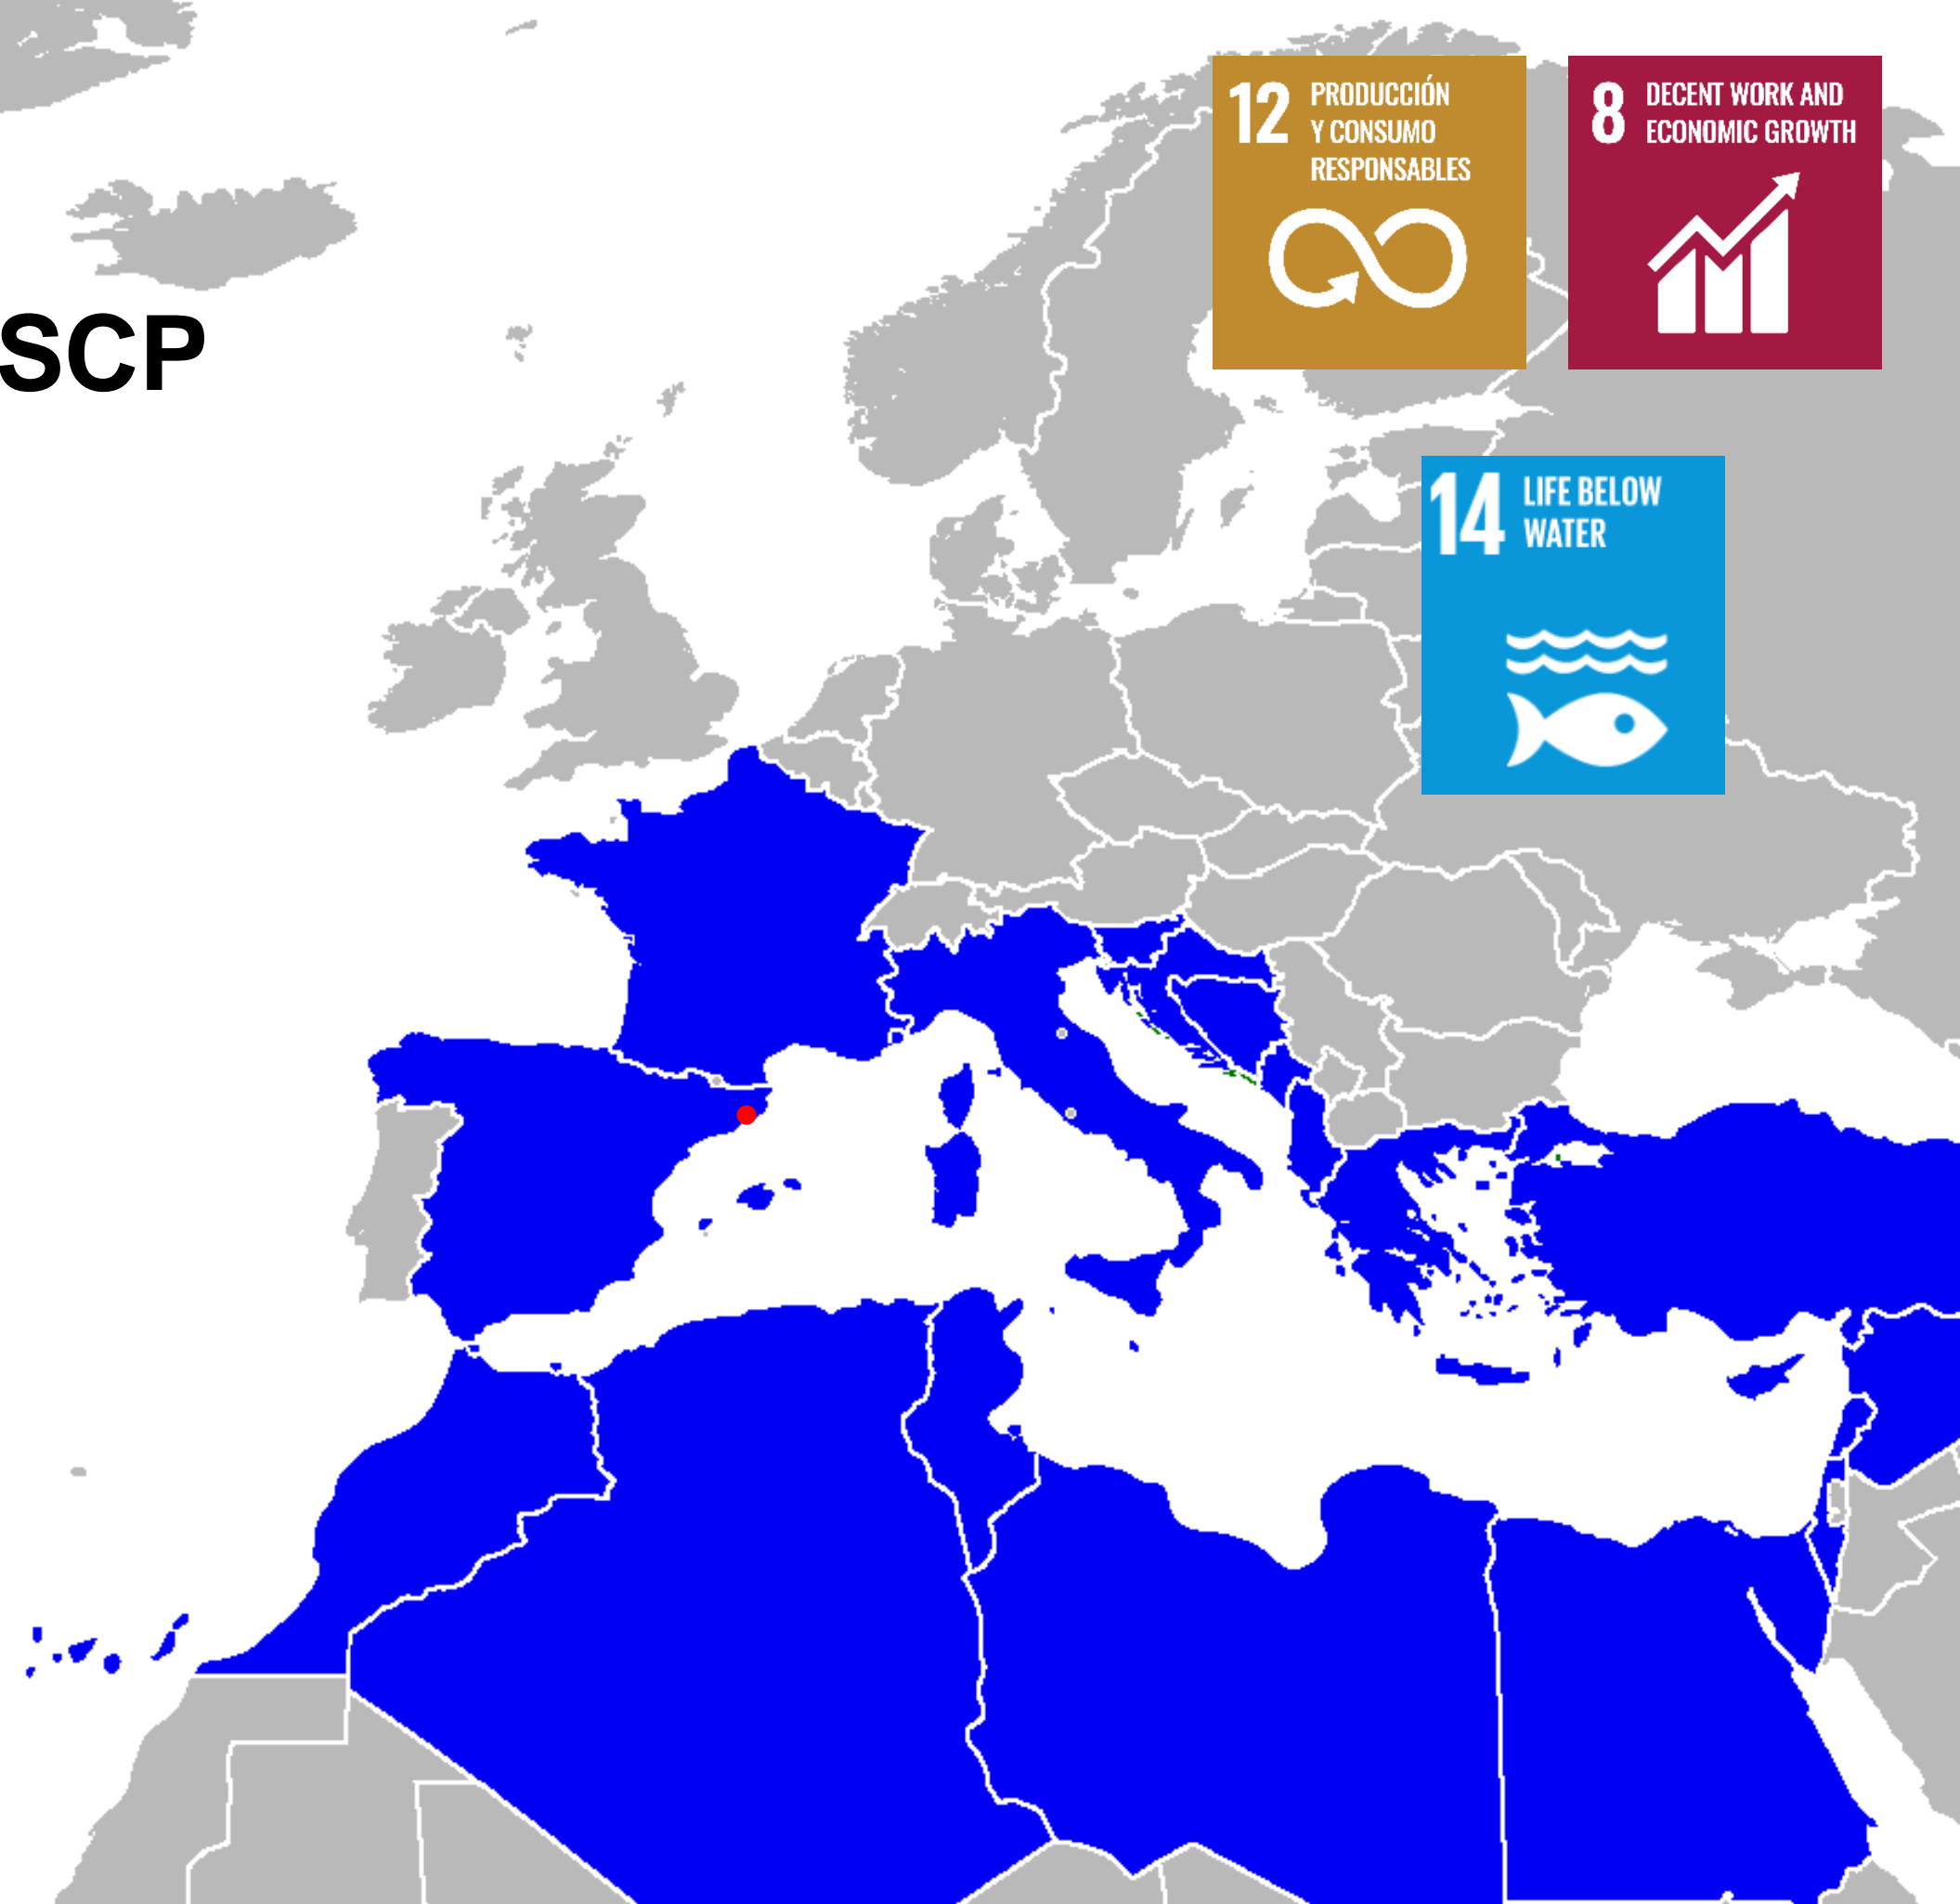 12 PRODUCCIÓN
Y CONSUMO
RESPONSABLES
8 DECENT WORK AND
ECONOMIC GROWTH
SCP
14 LIFE BELOW
WATER